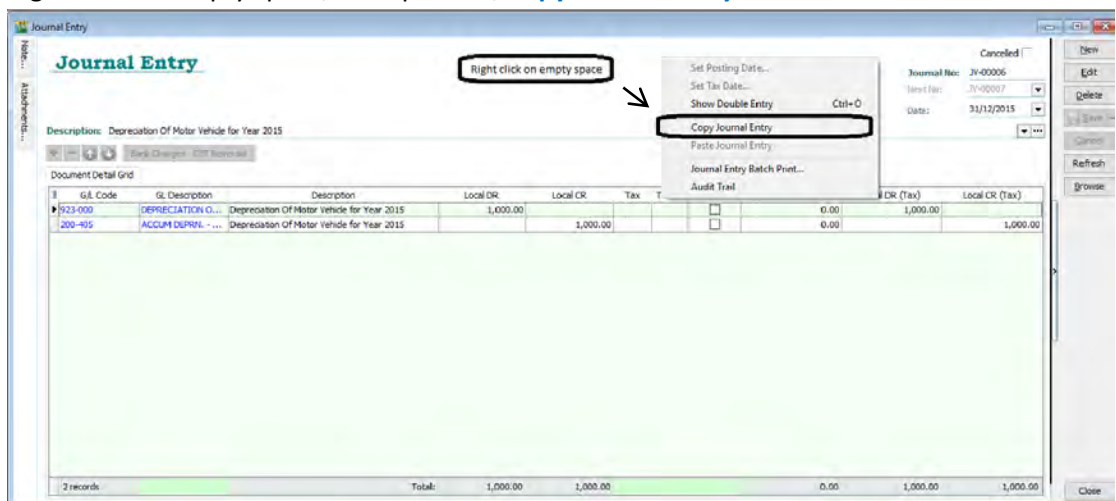 Journal Entry
Note...
Attachments...
Journal Entry
Right click on empty space
Set Posting Date...
Set Tax Date...
Show Double Entry Ctrl+O
Copy Journal Entry
Paste Journal Entry
Journal Entry Batch Print...
Audit Trail
Cancelled
Journal No: JV-00006
Next No: JV-00007
Date: 31/12/2015
New
Edit
Delete
Save
Cancel
Refresh
Browse
Description: Depreciation Of Motor Vehicle for Year 2015
Document Detail Grid
G/L Code GL Description Description Local DR Local CR Tax T DR (Tax) Local CR (Tax)
923-000 DEPRECIATION O... Depreciation Of Motor Vehicle for Year 2015 1,000.00 0.00 1,000.00
200-405 ACCUM DEPRN. - ... Depreciation Of Motor Vehicle for Year 2015 1,000.00 0.00 1,000.00
2 records Total: 1,000.00 1,000.00 0.00 1,000.00 1,000.00
Close